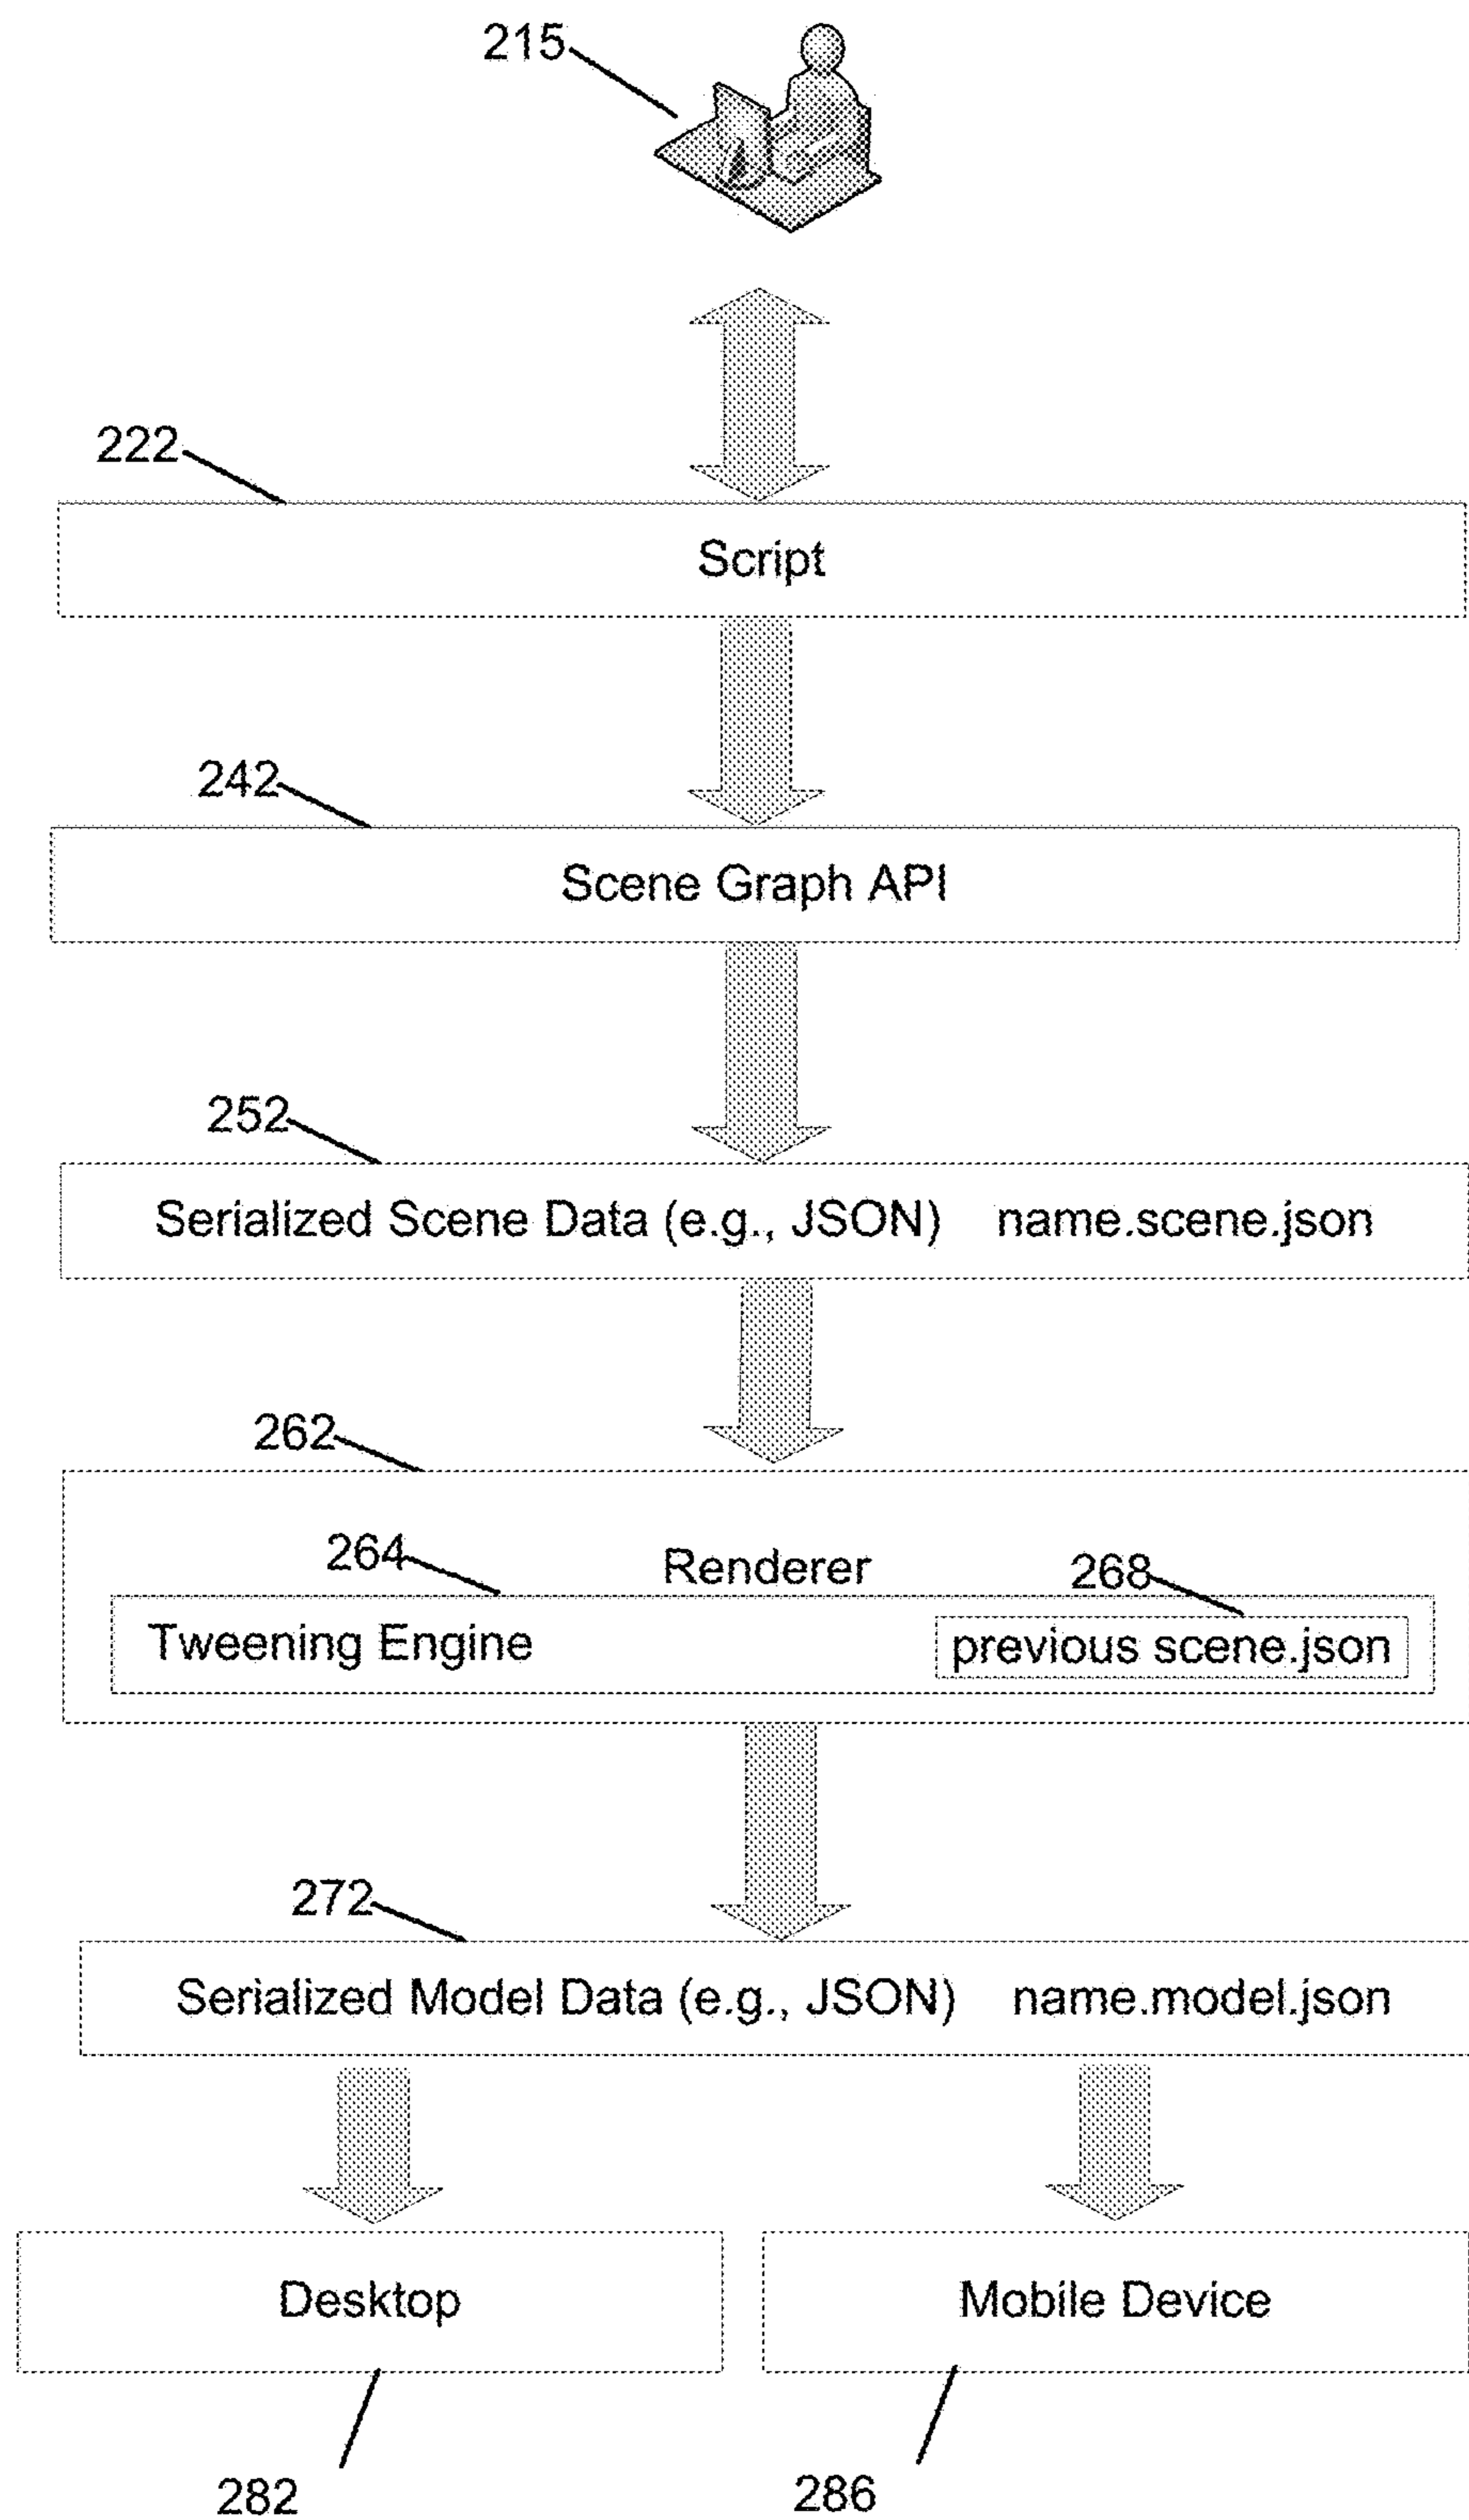 215
222
Script
242
Scene Graph API
252
Serialized Scene Data (e.g., JSON) name.scene.json
262
264
Renderer
268
Tweening Engine
previous scene.json
272
Serialized Model Data (e.g., JSON) name.model.json
Desktop
Mobile Device
282
286